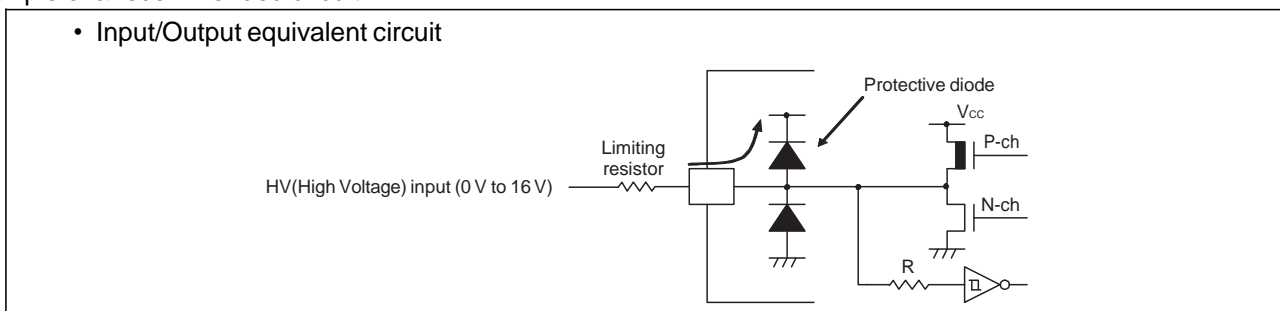 • Input/Output equivalent circuit
Protective diode
Vcc
P-ch
Limiting
resistor
HV(High Voltage) input (0 V to 16 V)
N-ch
R